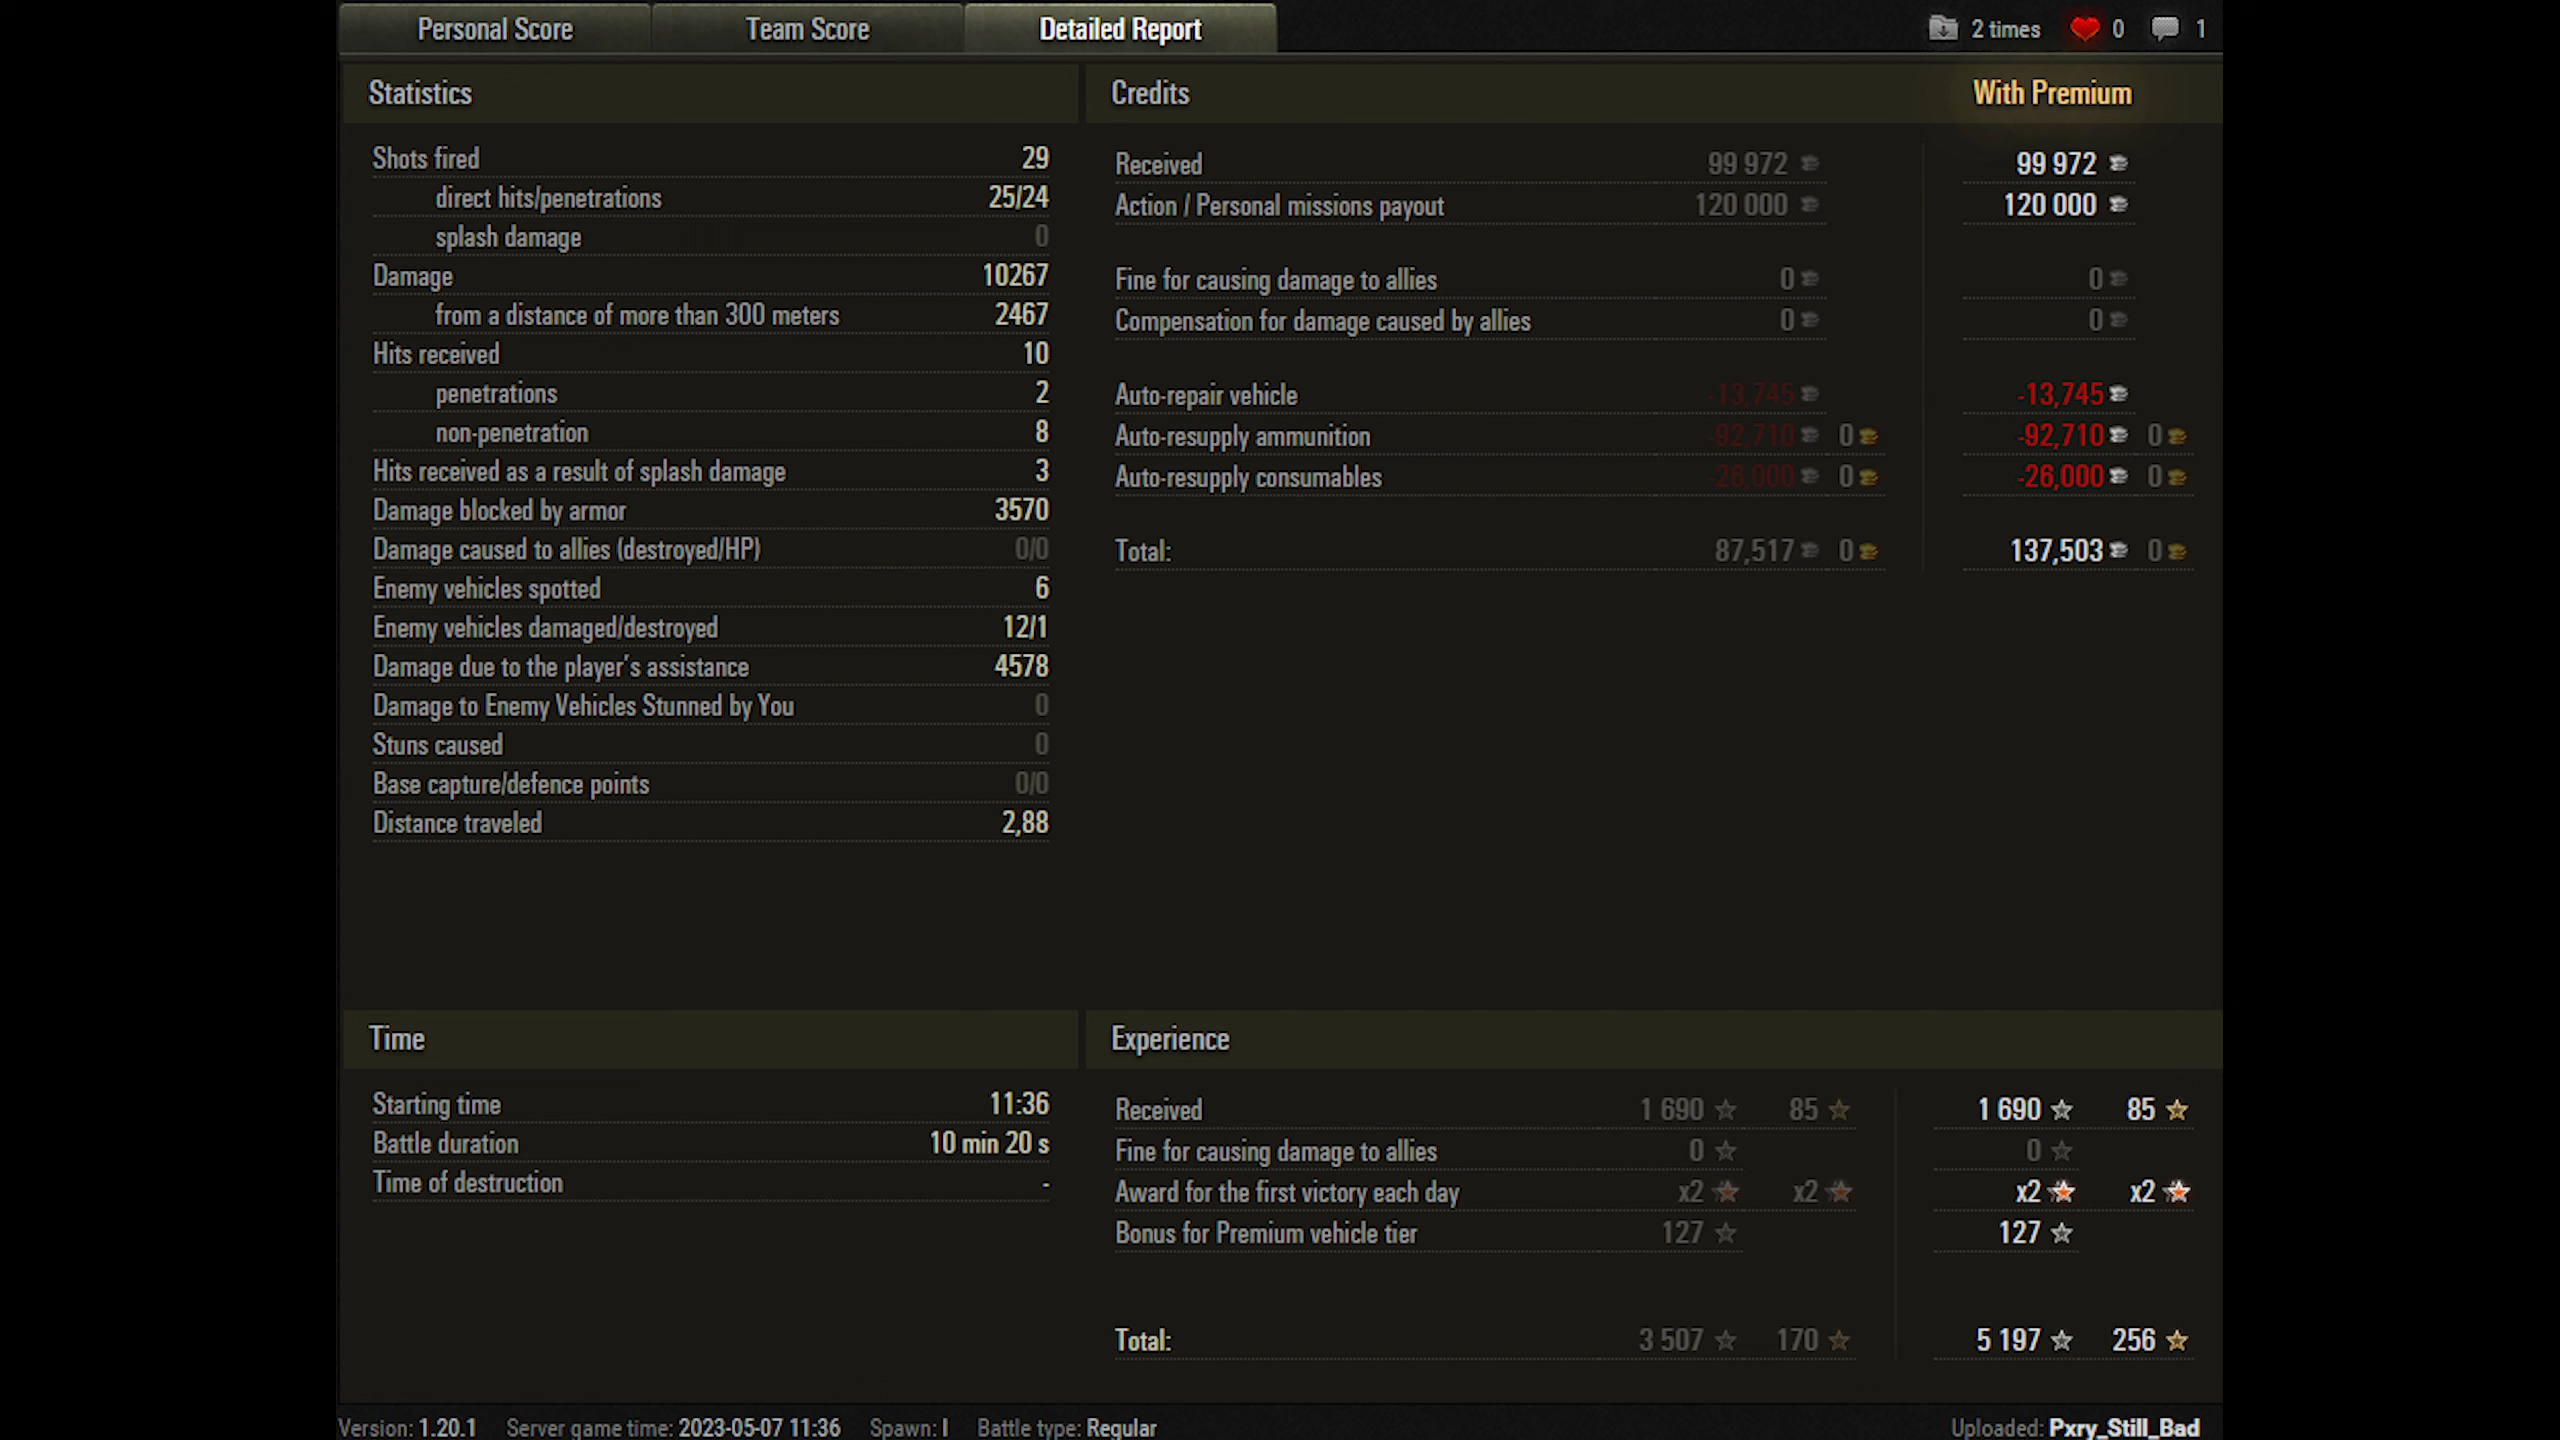 Personal Score Team Score Detailed Report 2 times 0 1
Statistics
Shots fired 29
direct hits/penetrations 25/24
splash damage 0
Damage 10267
from a distance of more than 300 meters 2467
Hits received 10
penetrations 2
non-penetration 8
Hits received as a result of splash damage 3
Damage blocked by armor 3570
Damage caused to allies (destroyed/HP) 0/0
Enemy vehicles spotted 6
Enemy vehicles damaged/destroyed 12/1
Damage due to the player's assistance 4578
Damage to Enemy Vehicles Stunned by You 0
Stuns caused 0
Base capture/defence points 0/0
Distance traveled 2,88
Credits With Premium
Received 99 972 99 972
Action / Personal missions payout 120 000 120 000
Fine for causing damage to allies 0 0
Compensation for damage caused by allies 0 0
Auto-repair vehicle -13,745 -13,745
Auto-resupply ammunition -92,710 0 -92,710 0
Auto-resupply consumables -26,000 0 -26,000 0
Total: 87,517 0 137,503 0
Time
Starting time 11:36
Battle duration 10 min 20 s
Time of destruction -
Experience
Received 1 690 85 1 690 85
Fine for causing damage to allies 0 0
Award for the first victory each day x2 x2 x2 x2
Bonus for Premium vehicle tier 127 127
Total: 3 507 170 5 197 256
Version: 1.20.1 Server game time: 2023-05-07 11:36 Spawn: I Battle type: Regular Uploaded: Pxry_Still_Bad